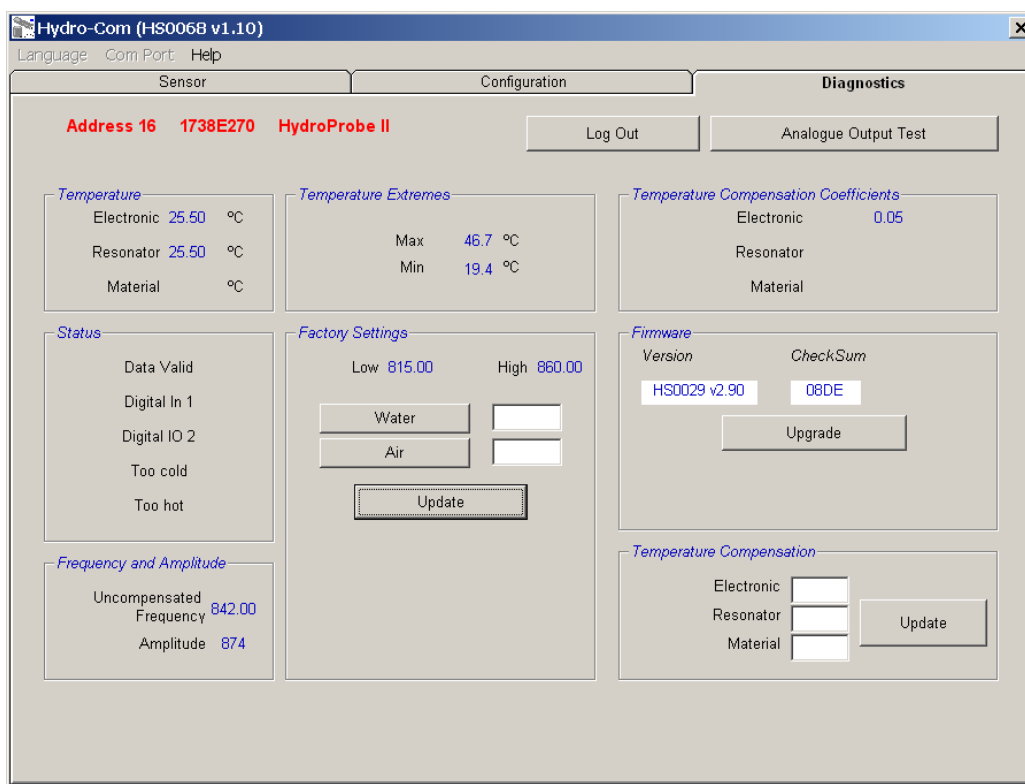 Hydro-Com (HS0068 v1.10)
Language Com Port Help
Sensor Configuration Diagnostics
Address 16 1738E270 HydroProbe II
Log Out Analogue Output Test
Temperature
Electronic 25.50 ºC
Resonator 25.50 ºC
Material ºC
Temperature Extremes
Max 46.7 ºC
Min 19.4 ºC
Temperature Compensation Coefficients
Electronic 0.05
Resonator
Material
Status
Data Valid
Digital In 1
Digital IO 2
Too cold
Too hot
Factory Settings
Low 815.00 High 860.00
Water
Air
Update
Firmware
Version CheckSum
HS0029 v2.90 08DE
Upgrade
Frequency and Amplitude
Uncompensated
Frequency 842.00
Amplitude 874
Temperature Compensation
Electronic
Resonator
Material
Update